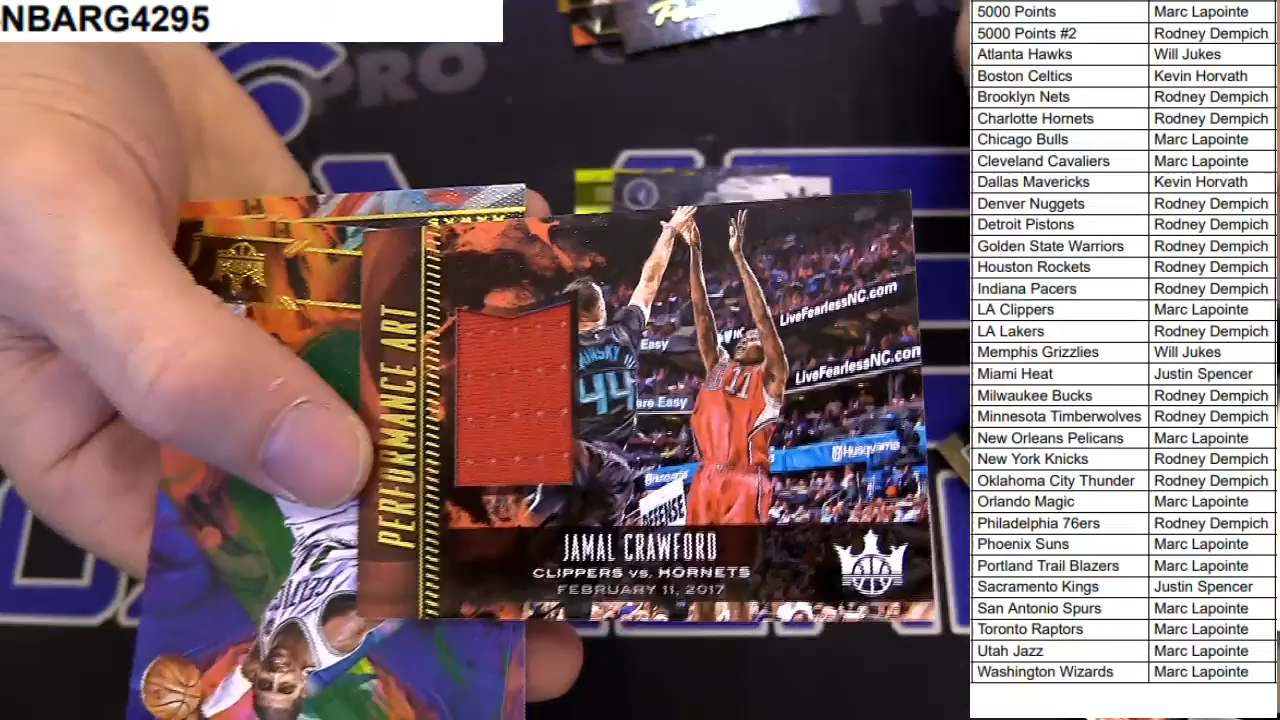 NBARG4295
PRO
PERFORMANCE ART
LiveFearlessNC.com
LiveFearlessNC.com
Easy
ere Easy
44
11
Husqvarna
DEFENSE
JAMAL CRAWFORD
CLIPPERS VS. HORNETS
FEBRUARY 11, 2017
5000 Points Marc Lapointe
5000 Points #2 Rodney Dempich
Atlanta Hawks Will Jukes
Boston Celtics Kevin Horvath
Brooklyn Nets Rodney Dempich
Charlotte Hornets Rodney Dempich
Chicago Bulls Marc Lapointe
Cleveland Cavaliers Marc Lapointe
Dallas Mavericks Kevin Horvath
Denver Nuggets Rodney Dempich
Detroit Pistons Rodney Dempich
Golden State Warriors Rodney Dempich
Houston Rockets Rodney Dempich
Indiana Pacers Rodney Dempich
LA Clippers Marc Lapointe
LA Lakers Rodney Dempich
Memphis Grizzlies Will Jukes
Miami Heat Justin Spencer
Milwaukee Bucks Rodney Dempich
Minnesota Timberwolves Rodney Dempich
New Orleans Pelicans Marc Lapointe
New York Knicks Rodney Dempich
Oklahoma City Thunder Rodney Dempich
Orlando Magic Marc Lapointe
Philadelphia 76ers Rodney Dempich
Phoenix Suns Marc Lapointe
Portland Trail Blazers Marc Lapointe
Sacramento Kings Justin Spencer
San Antonio Spurs Marc Lapointe
Toronto Raptors Marc Lapointe
Utah Jazz Marc Lapointe
Washington Wizards Marc Lapointe